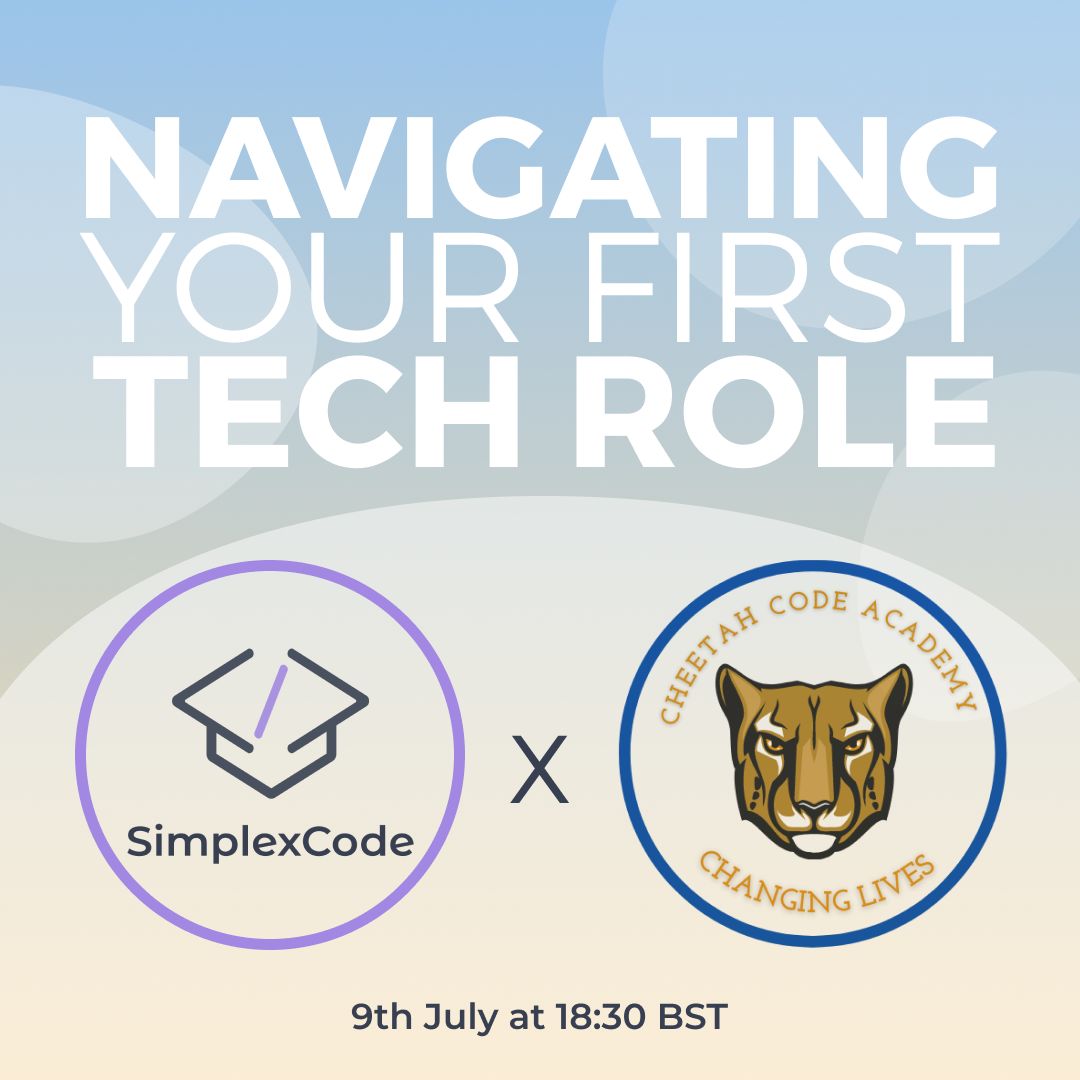 NAVIGATING
YOUR FIRST
TECH ROLE
SimplexCode
X
CHEETAH CODE ACADEMY
CHANGING LIVES
9th July at 18:30 BST